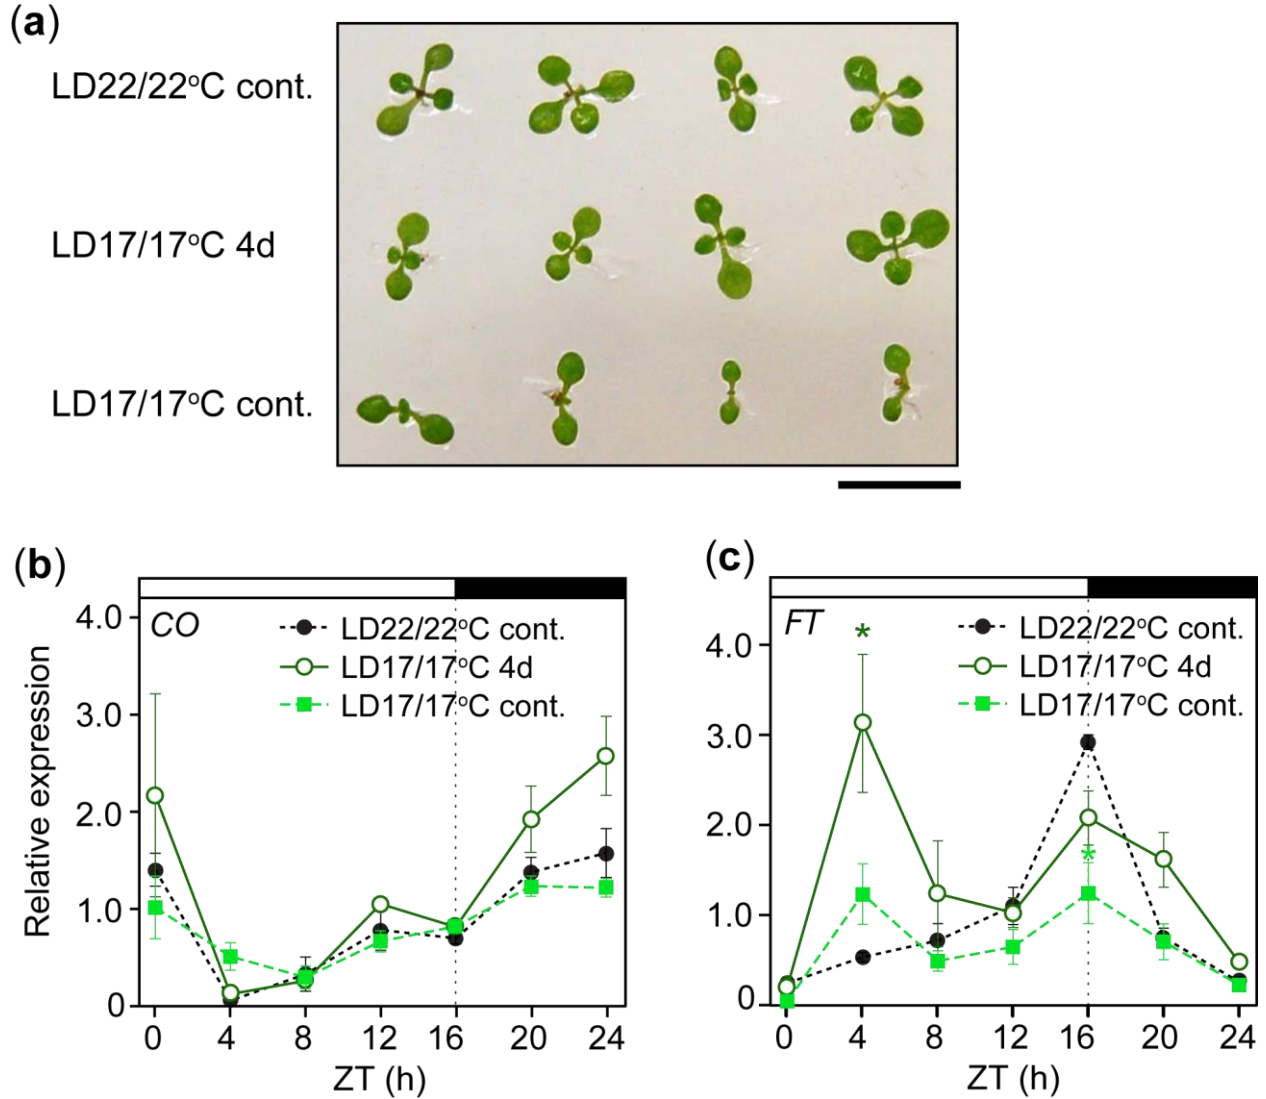 (a)
LD22/22°C cont.
LD17/17°C 4d
LD17/17°C cont.
(b)
CO
LD22/22°C cont.
LD17/17°C 4d
LD17/17°C cont.
4.0
3.0
2.0
1.0
0
Relative expression
0 4 8 12 16 20 24
ZT (h)
(c)
FT
LD22/22°C cont.
LD17/17°C 4d
LD17/17°C cont.
*
*
4.0
3.0
2.0
1.0
0
0 4 8 12 16 20 24
ZT (h)